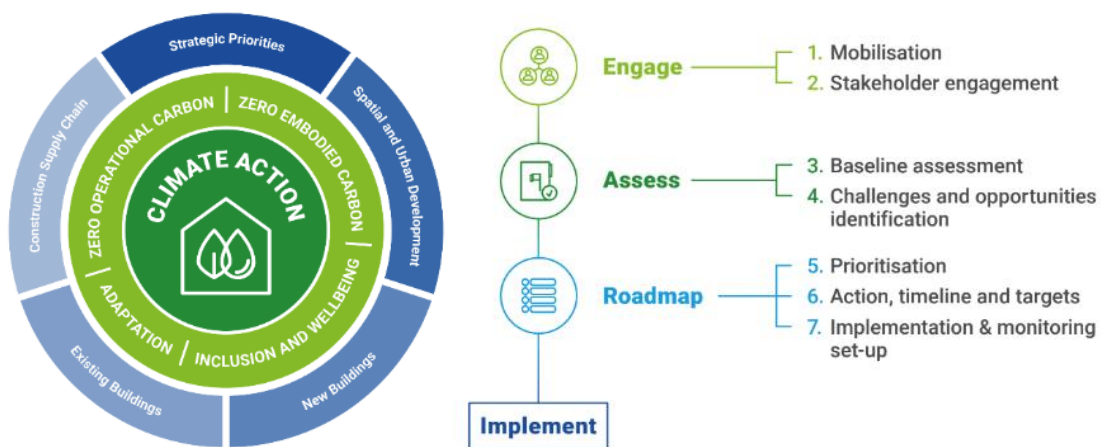 Strategic Priorities
Spatial and Urban Development
New Buildings
Existing Buildings
Construction Supply Chain
ZERO OPERATIONAL CARBON
ZERO EMBODIED CARBON
INCLUSION AND WELLBEING
ADAPTATION
CLIMATE ACTION
Engage
1. Mobilisation
2. Stakeholder engagement
Assess
3. Baseline assessment
4. Challenges and opportunities
identification
Roadmap
5. Prioritisation
6. Action, timeline and targets
7. Implementation & monitoring
set-up
Implement